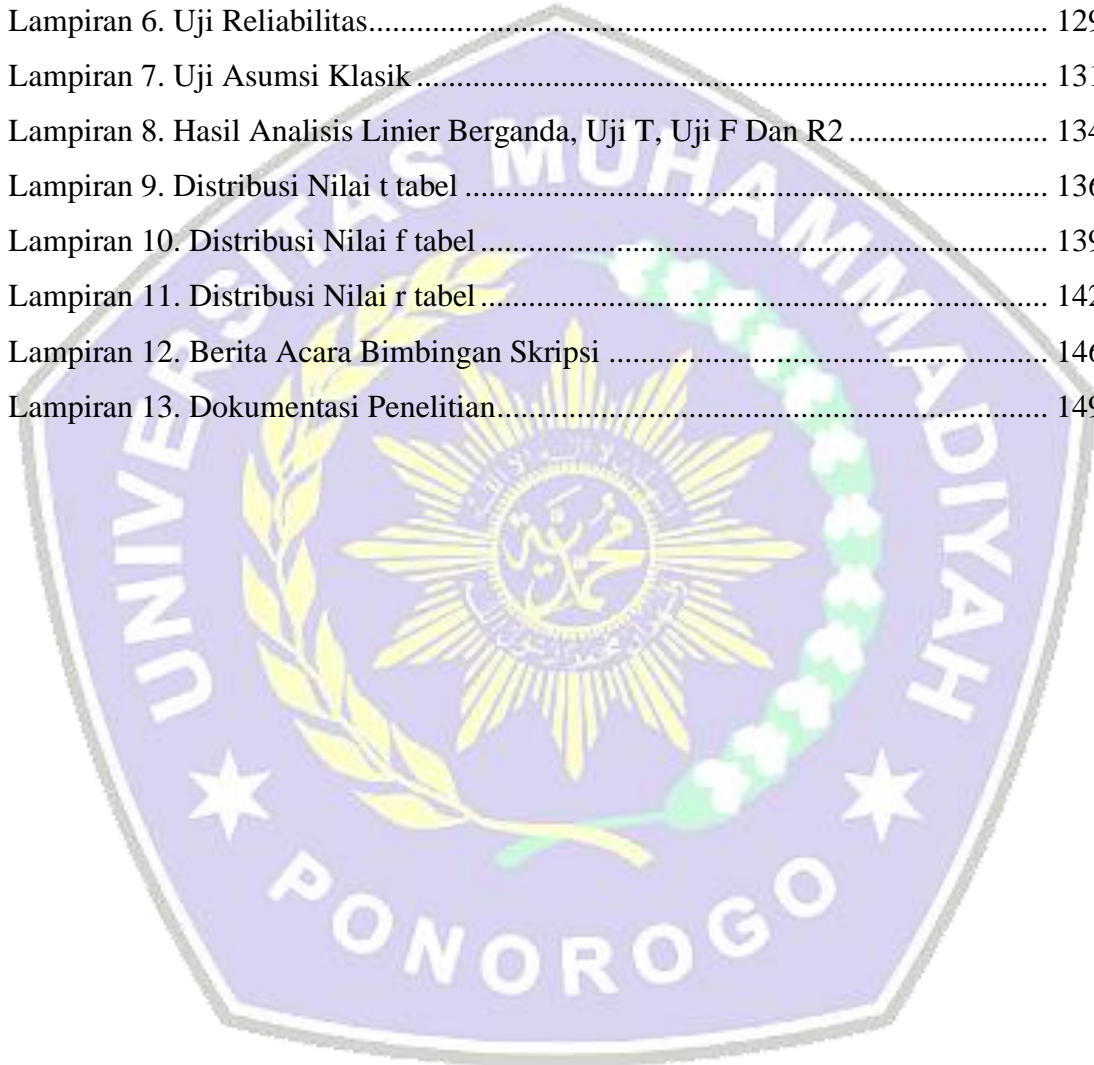 Lampiran 6. Uji Reliabilitas.................................................................................. 129
Lampiran 7. Uji Asumsi Klasik............................................................................. 131
Lampiran 8. Hasil Analisis Linier Berganda, Uji T, Uji F Dan R2........................ 134
Lampiran 9. Distribusi Nilai t tabel...................................................................... 136
Lampiran 10. Distribusi Nilai f tabel.................................................................... 139
Lampiran 11. Distribusi Nilai r tabel.................................................................... 142
Lampiran 12. Berita Acara Bimbingan Skripsi..................................................... 146
Lampiran 13. Dokumentasi Penelitian.................................................................. 149
UNIVERSITAS MUHAMMADIYAH
محمدية
PONOROGO